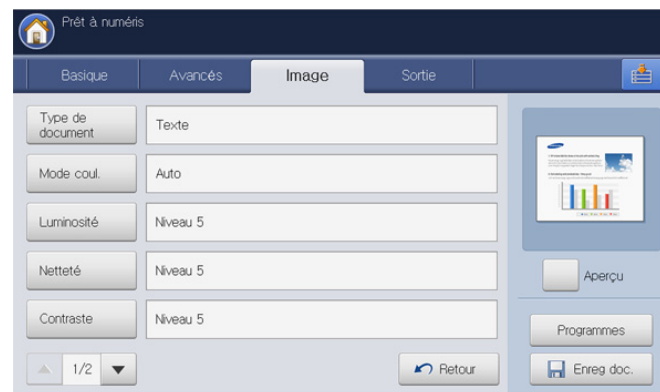 Prêt à numéris
Basique
Avancés
Image
Sortie
Type de
document
Texte
Mode coul.
Auto
Luminosité
Niveau 5
Netteté
Niveau 5
Contraste
Niveau 5
1/2
Retour
Aperçu
Programmes
Enreg doc.